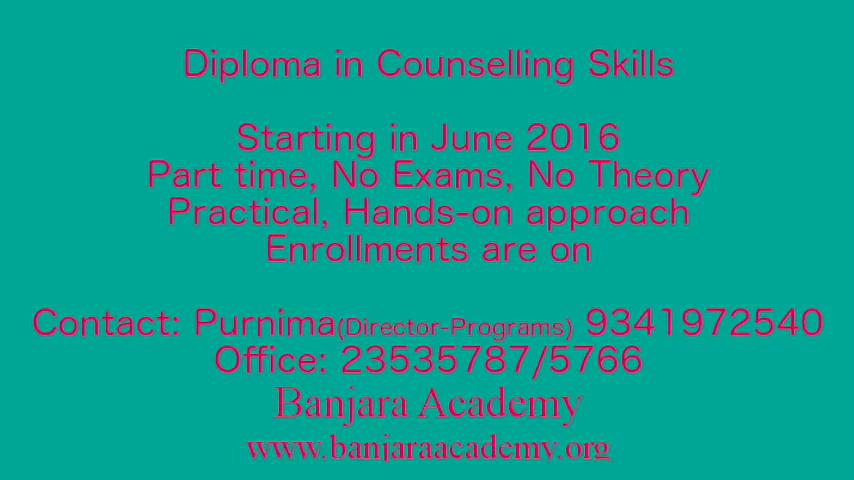 Diploma in Counselling Skills
Starting in June 2016
Part time, No Exams, No Theory
Practical, Hands-on approach
Enrollments are on
Contact: Purnima(Director-Programs) 9341972540
Office: 23535787/5766
Banjara Academy
www.banjaraacademy.org